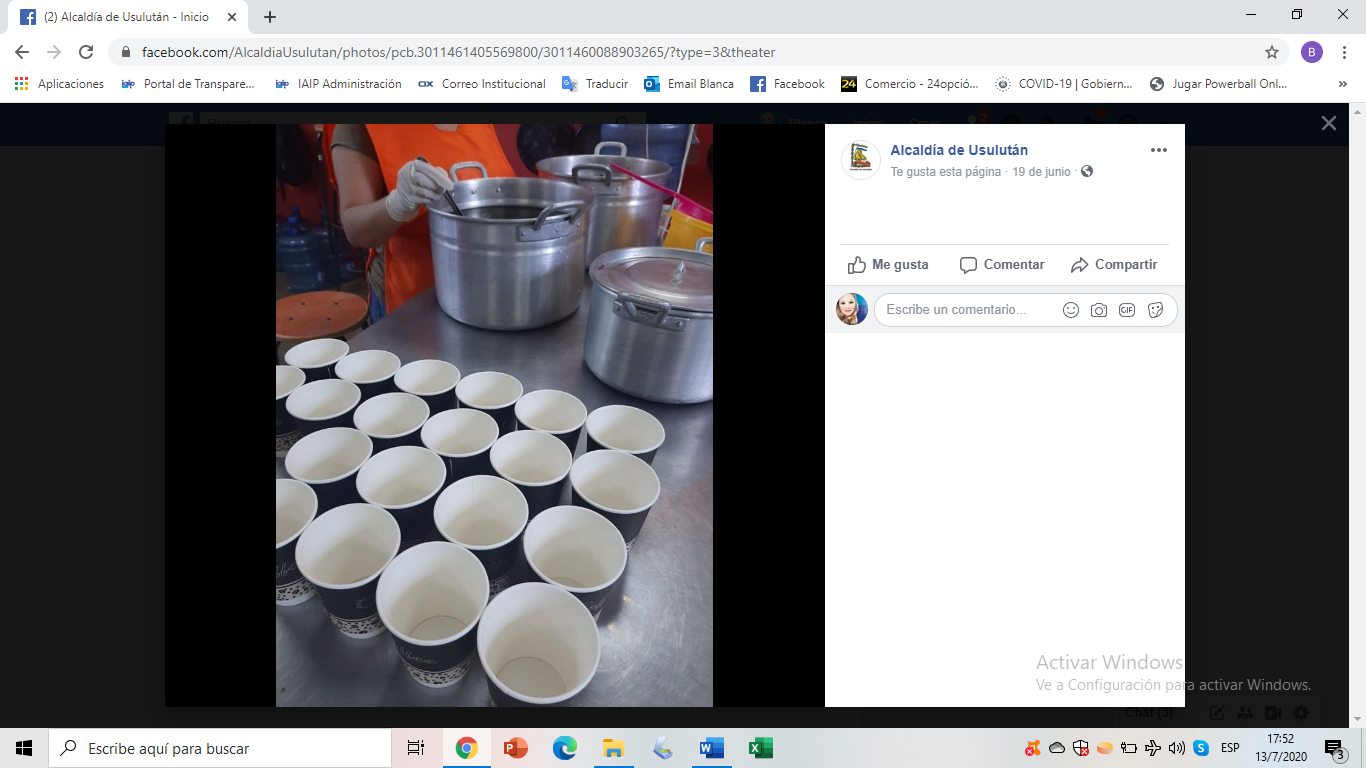 (2) Alcaldía de Usulután - Inicio
facebook.com/AlcaldiaUsulutan/photos/pcb.3011461405569800/3011460088903265/?type=3&theater
B
Aplicaciones
Portal de Transpare...
IAIP Administración
Correo Institucional
Traducir
Email Blanca
Facebook
24 Comercio - 24opció...
COVID-19 | Gobiern...
Jugar Powerball Onl...
Buscar
Alcaldía de Usulután
Te gusta esta página · 19 de junio ·
Me gusta
Comentar
Compartir
Escribe un comentario...
GIF
Activar Windows
Ve a Configuración para activar Windows.
Chat (3)
Escribe aquí para buscar
ESP
17:52
13/7/2020
3